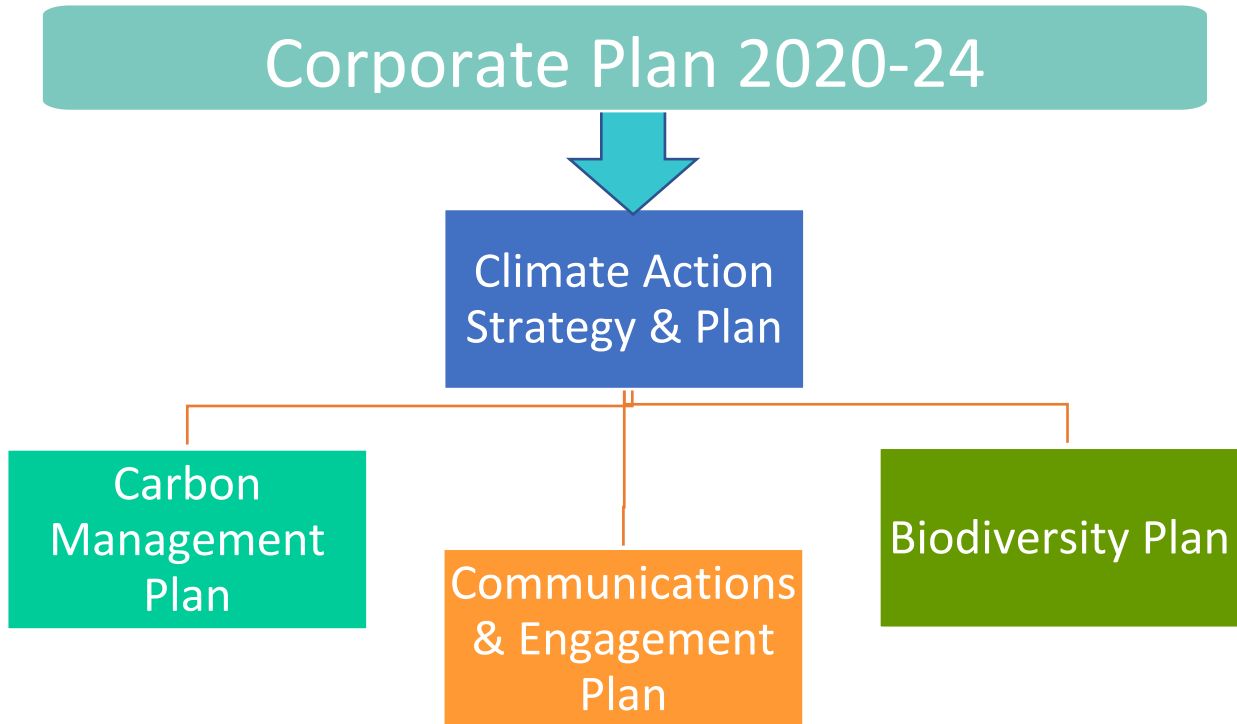 Corporate Plan 2020-24
Climate Action
Strategy & Plan
Carbon
Management
Plan
Communications
& Engagement
Plan
Biodiversity Plan